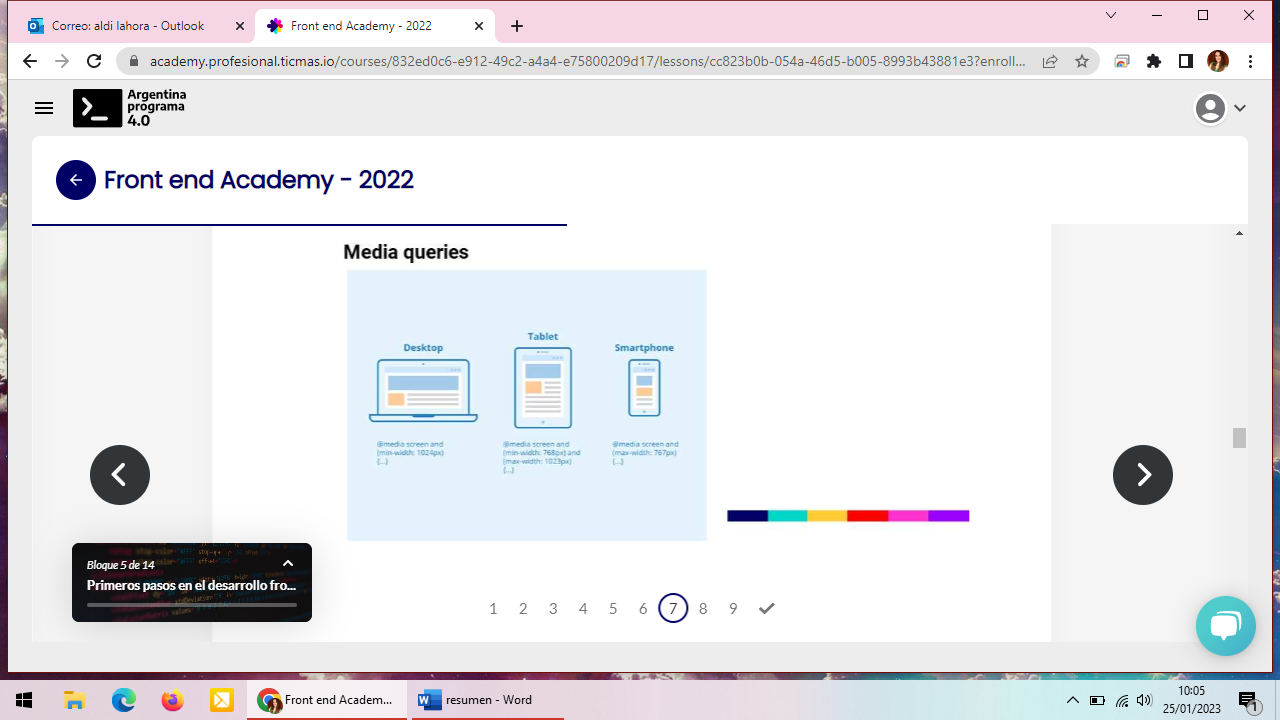 Correo: aldi lahora - Outlook
Front end Academy - 2022
academy.profesional.ticmas.io/courses/832ee0c6-e912-4962-a4a4-e75800209d17/lessons/cc823b0b-054a-46d5-b005-8993b43881e3?enroll...
Argentina
programa
4.0
Front end Academy - 2022
Media queries
Desktop
Tablet
Smartphone
@media screen and
(min-width: 1024px)
{...}
@media screen and
(min-width: 768px) and
(max-width: 1023px)
{...}
@media screen and
(max-width: 767px)
{...}
Bloque 5 de 14
Primeros pasos en el desarrollo fro...
1 2 3 4 5 6 7 8 9
Front end Academ...
resumen - Word
10:05
25/01/2023
1